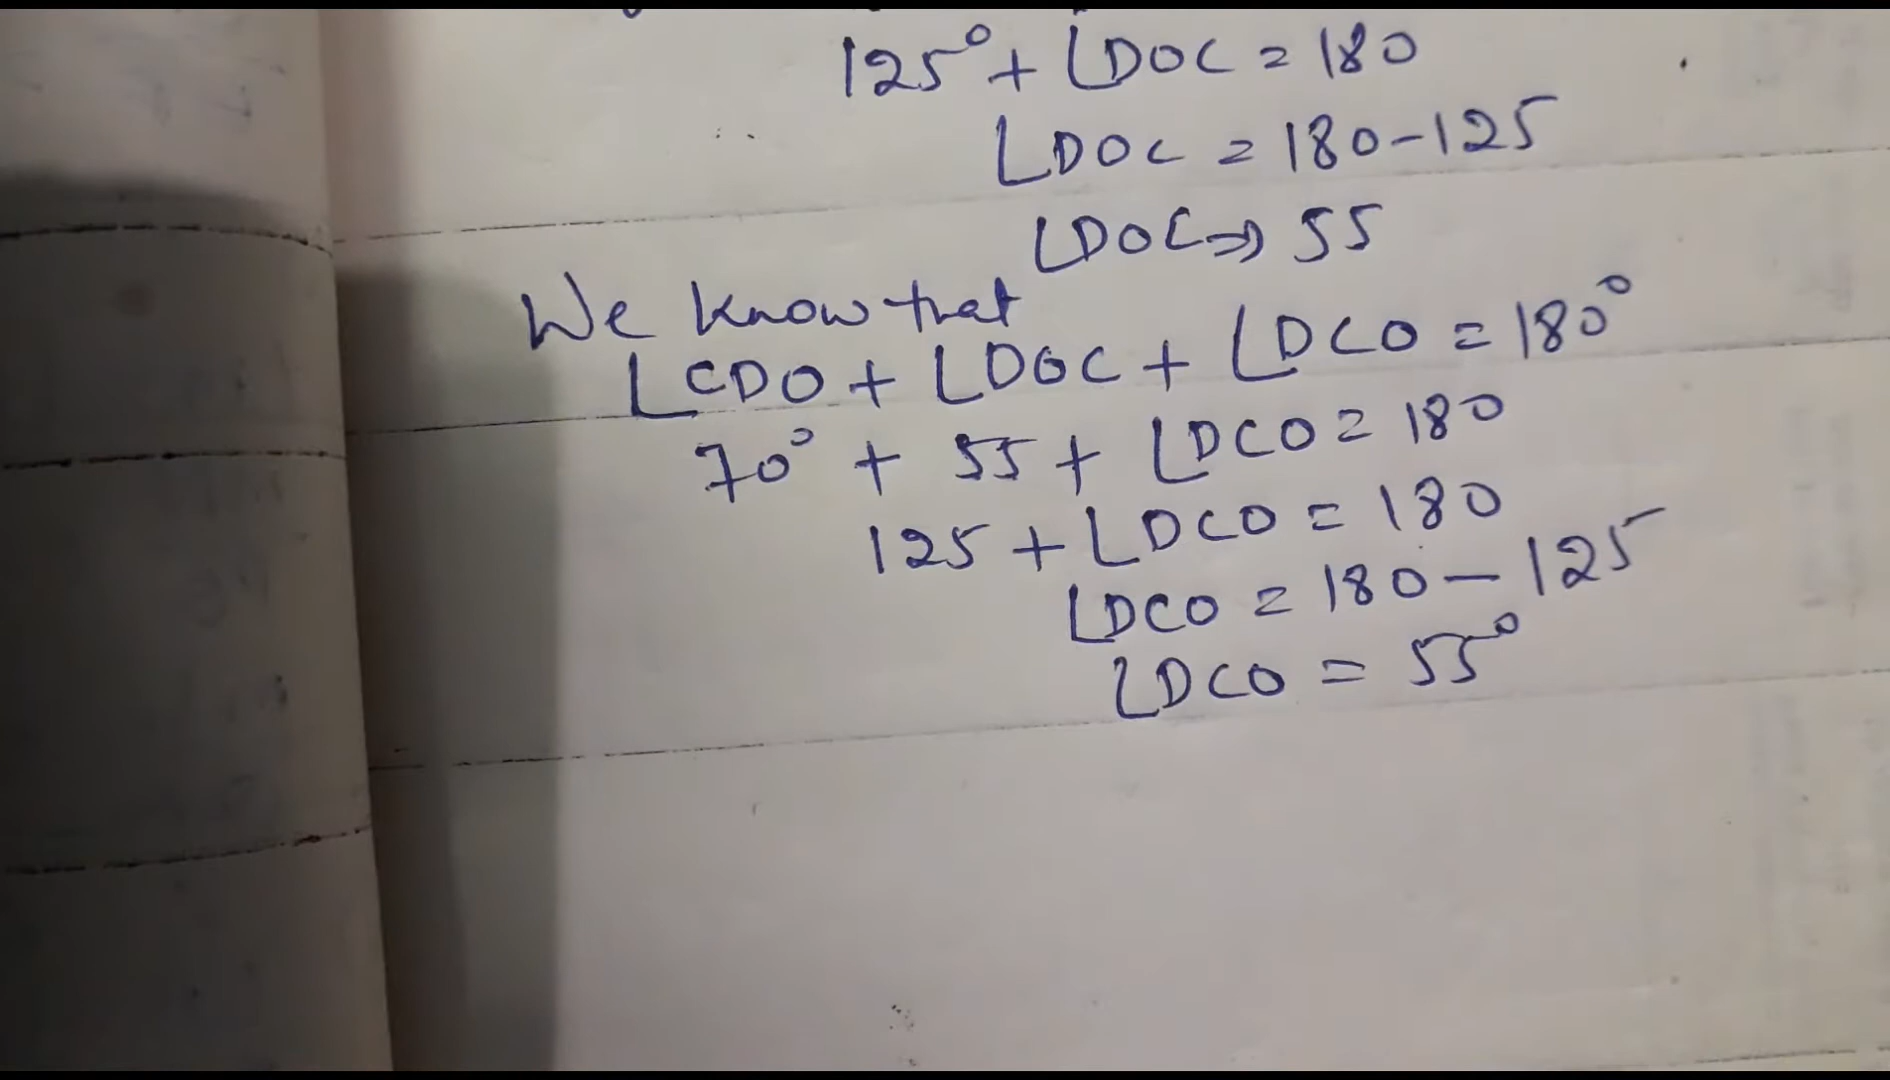 125° + ∠DOC = 180
∠DOC = 180-125
∠DOC ⇒ 55
We know that
∠CDO + ∠DOC + ∠DCO = 180°
70° + 55 + ∠DCO = 180
125 + ∠DCO = 180
∠DCO = 180 - 125
∠DCO = 55°